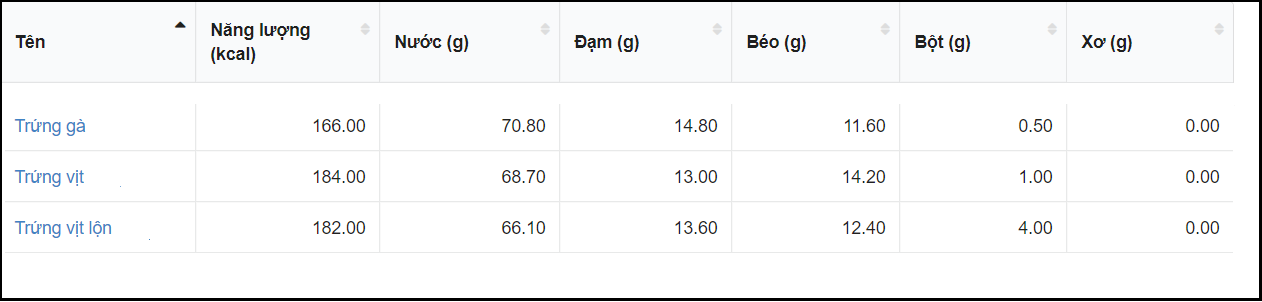 Tên Năng lượng (kcal) Nước (g) Đạm (g) Béo (g) Bột (g) Xơ (g)
Trứng gà 166.00 70.80 14.80 11.60 0.50 0.00
Trứng vịt 184.00 68.70 13.00 14.20 1.00 0.00
Trứng vịt lộn 182.00 66.10 13.60 12.40 4.00 0.00